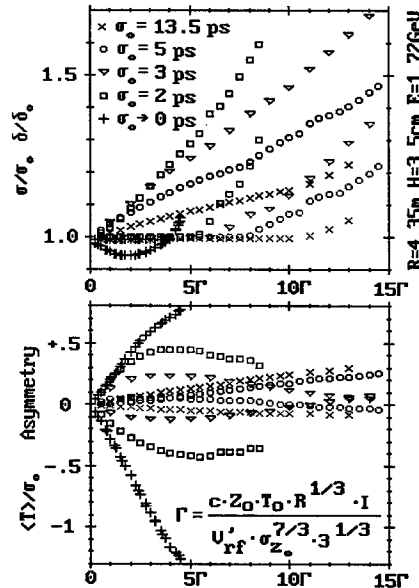 × σ₀= 13.5 ps
○ σ₀= 5 ps
▽ σ₀= 3 ps
□ σ₀= 2 ps
+ σ₀→ 0 ps
1.5
1.0
σ/σ₀ δ/δ₀
0 5Γ 10Γ 15Γ
R=4.35m H=3.5cm E=1.72GeV
+.5
0
-.5
-1
<T>/σ₀ Asymmetry
Γ = c·Z₀·T₀·R^1/3·I / U'rf·σz₀^7/3·3^1/3
0 5Γ 10Γ 15Γ